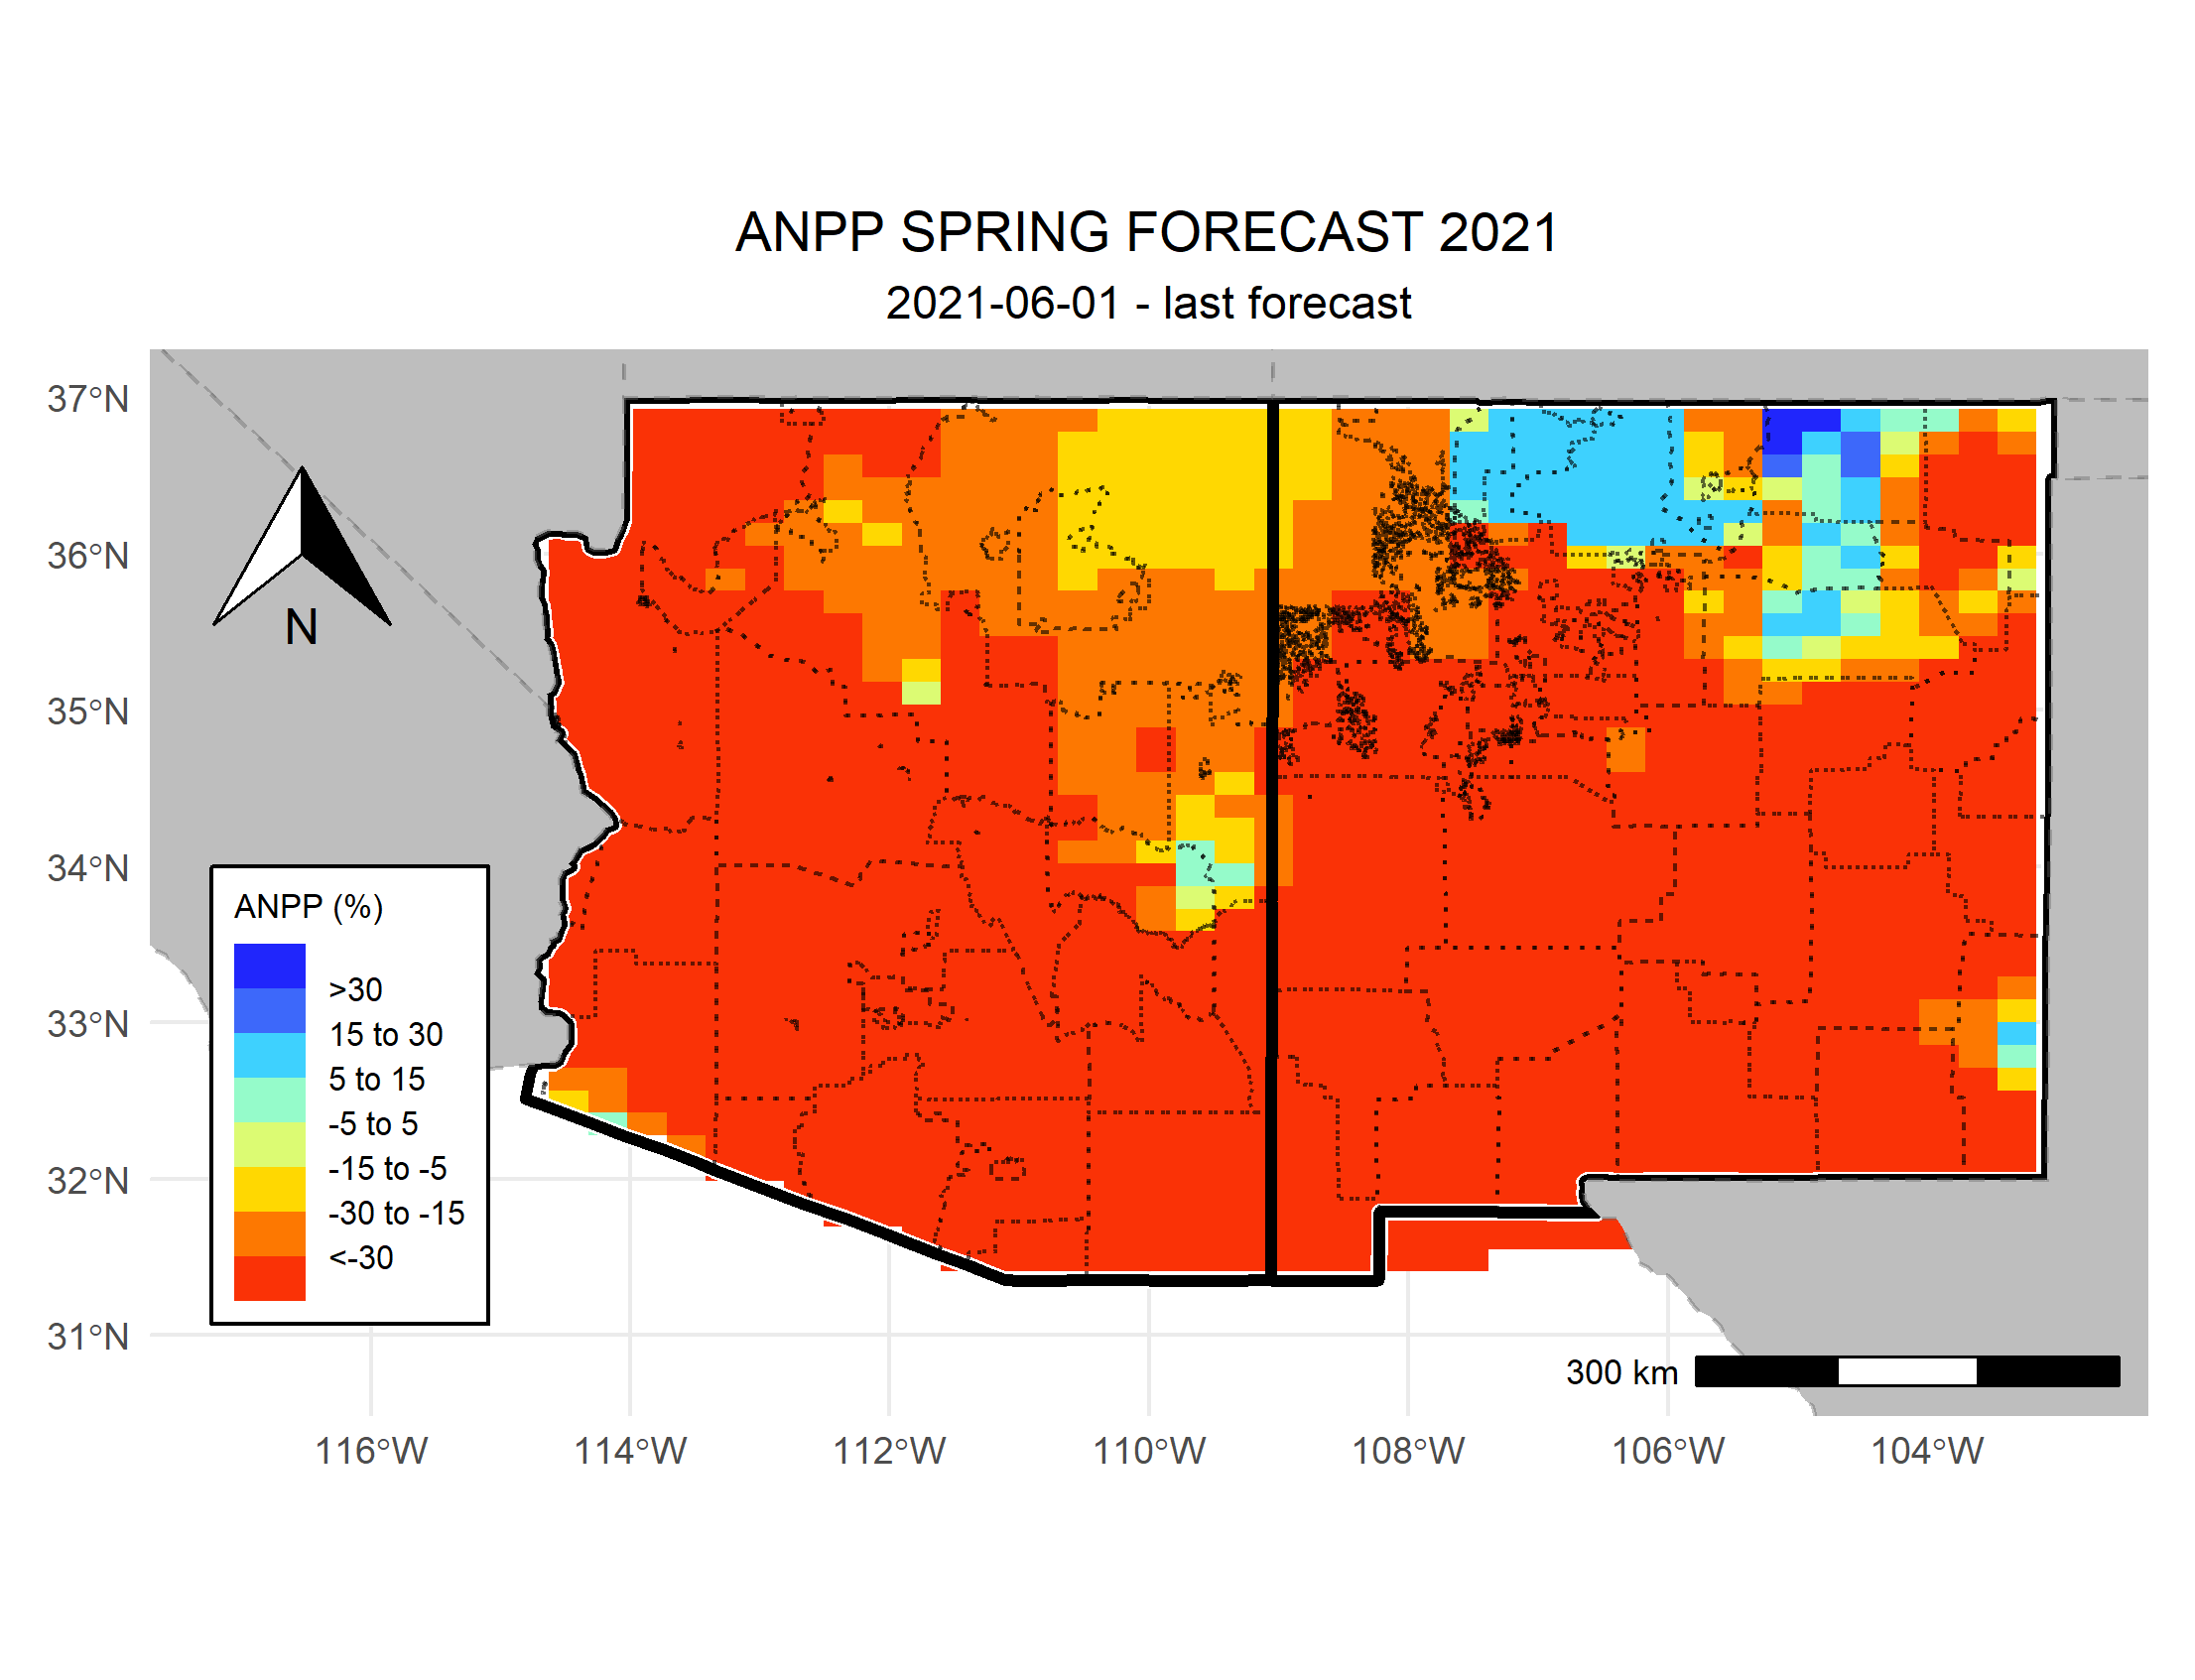 ANPP SPRING FORECAST 2021
2021-06-01 - last forecast
37°N
36°N
35°N
34°N
33°N
32°N
31°N
N
ANPP (%)
>30
15 to 30
5 to 15
-5 to 5
-15 to -5
-30 to -15
<-30
300 km
116°W
114°W
112°W
110°W
108°W
106°W
104°W